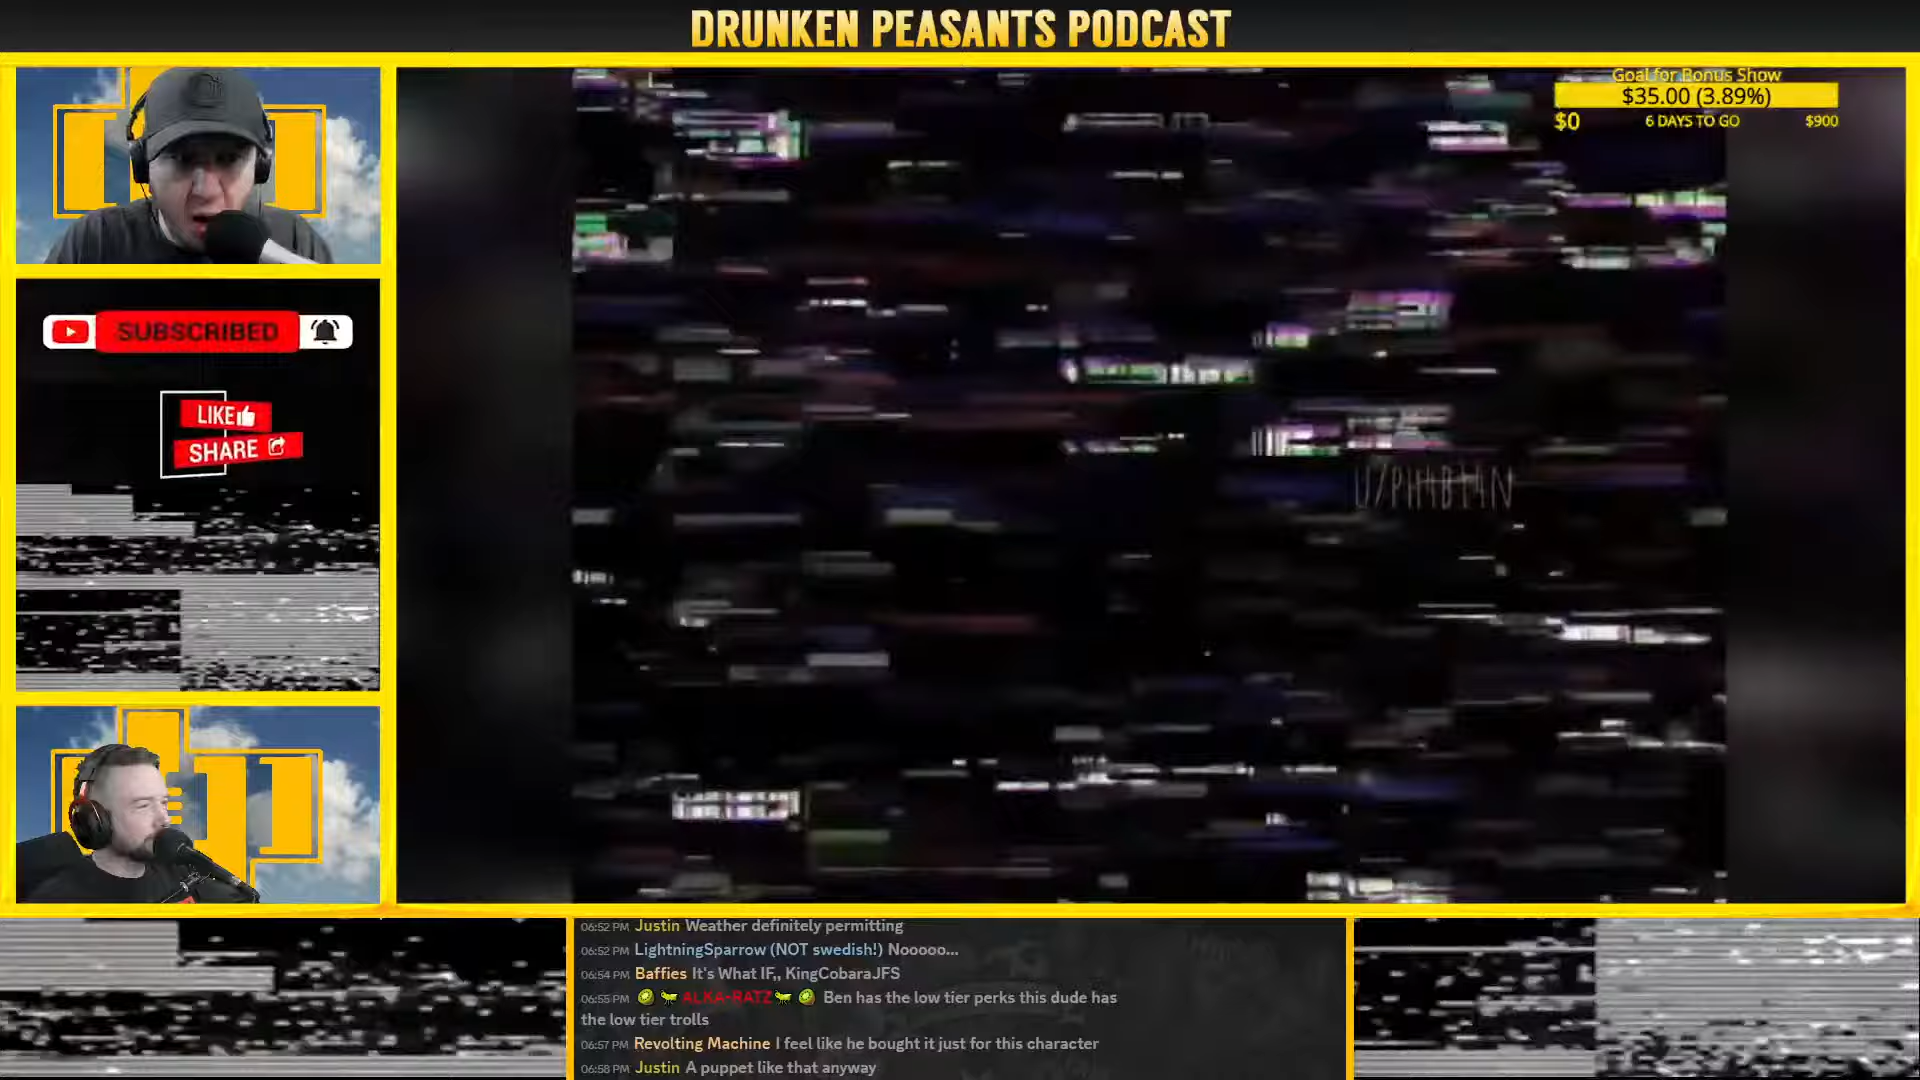 DRUNKEN PEASANTS PODCAST
Goal for Bonus Show
$35.00 (3.89%)
$0 6 DAYS TO GO $900
SUBSCRIBED
LIKE
SHARE
U/PH4B14N
06:52 PM Justin Weather definitely permitting
06:52 PM LightningSparrow (NOT swedish!) Nooooo...
06:54 PM Baffies It's What IF,, KingCobaraJFS
06:55 PM ALKA-RATZ Ben has the low tier perks this dude has
the low tier trolls
06:57 PM Revolting Machine I feel like he bought it just for this character
06:58 PM Justin A puppet like that anyway